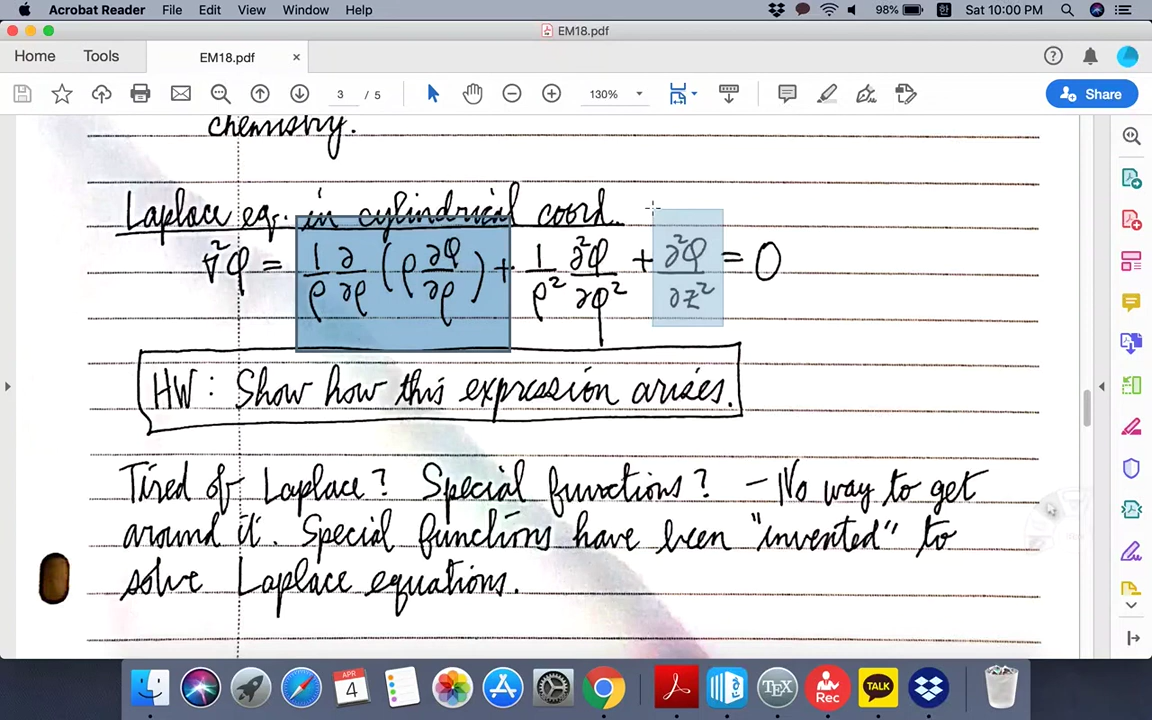 Acrobat Reader File Edit View Window Help 98% 한 Sat 10:00 PM
EM18.pdf
Home Tools EM18.pdf ×
3 / 5 130% Share
chemistry.
Laplace eq. in cylindrical coord.
∇²φ = 1/ρ ∂/∂ρ (ρ ∂φ/∂ρ) + 1/ρ² ∂²φ/∂φ² + ∂²φ/∂z² = 0
HW: Show how this expression arises.
Tired of Laplace? Special functions? - No way to get
around it. Special functions have been "invented" to
solve Laplace equations.
APR 4 TEX Rec TALK